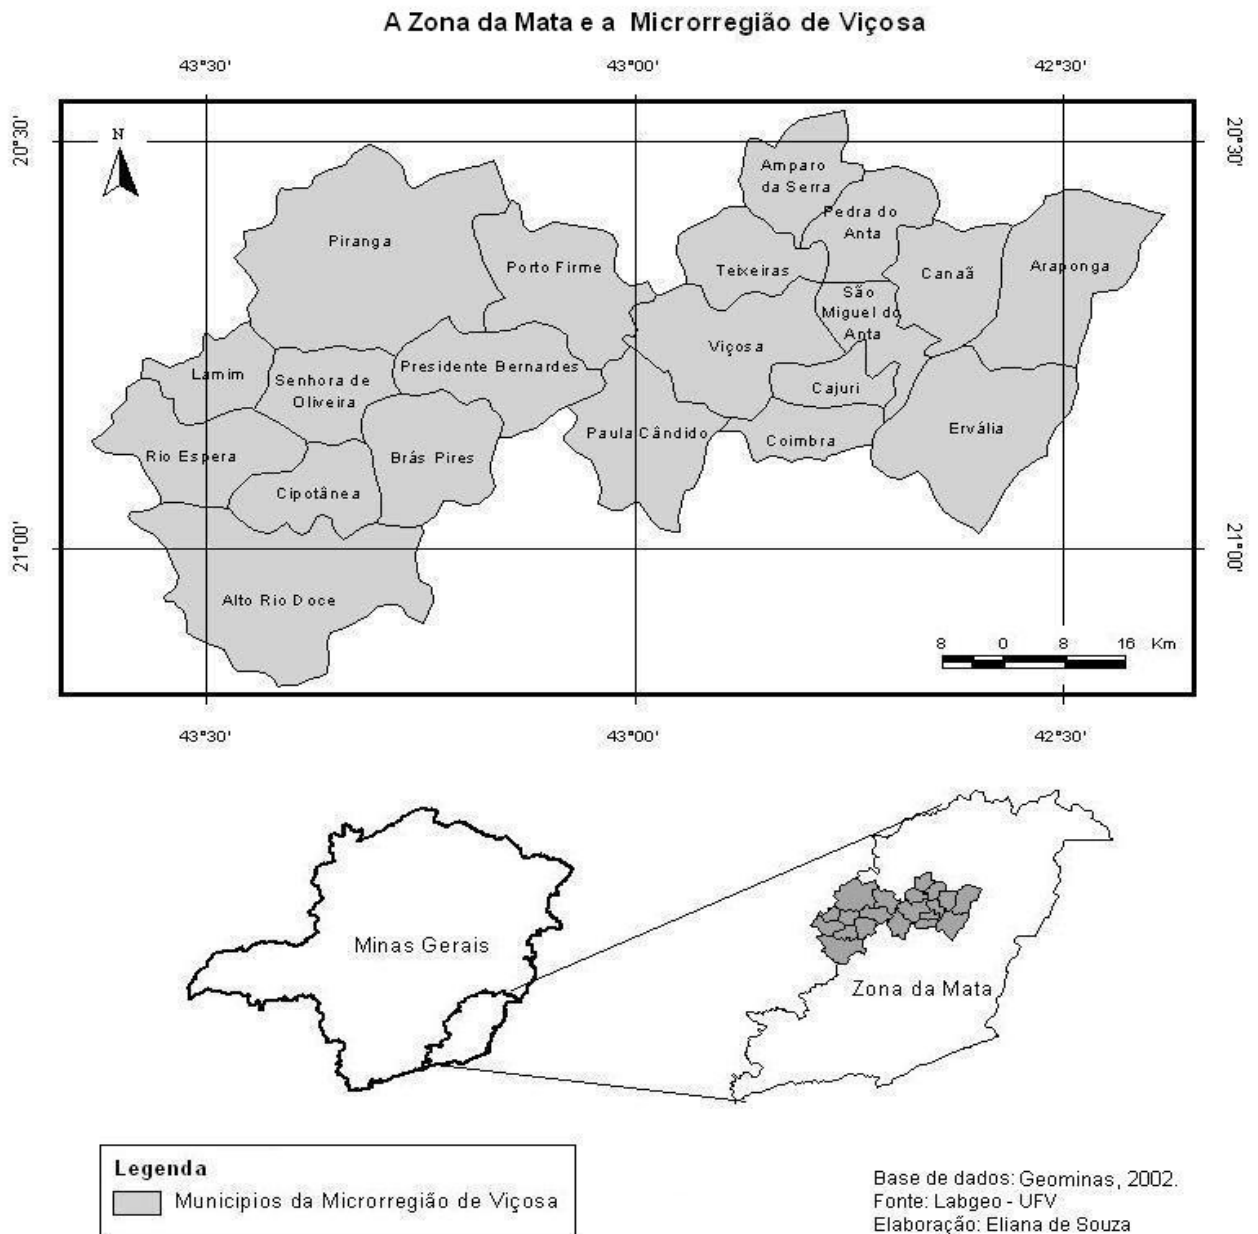 A Zona da Mata e a Microrregião de Viçosa
43°30' 43°00' 42°30'
20°30' 20°30'
N
Amparo
da Serra
Pedra do
Anta
Piranga
Porto Firme
Teixeiras
Canaã
Araponga
São
Miguel do
Anta
Viçosa
Lamim
Presidente Bernardes
Senhora de
Oliveira
Cajuri
Ervália
Paula Cândido
Coimbra
Rio Espera
Brás Pires
Cipotânea
21°00' 21°00'
Alto Rio Doce
8 0 8 16 Km
43°30' 43°00' 42°30'
Minas Gerais
Zona da Mata
Legenda
Municipios da Microrregião de Viçosa
Base de dados: Geominas, 2002.
Fonte: Labgeo - UFV
Elaboração: Eliana de Souza